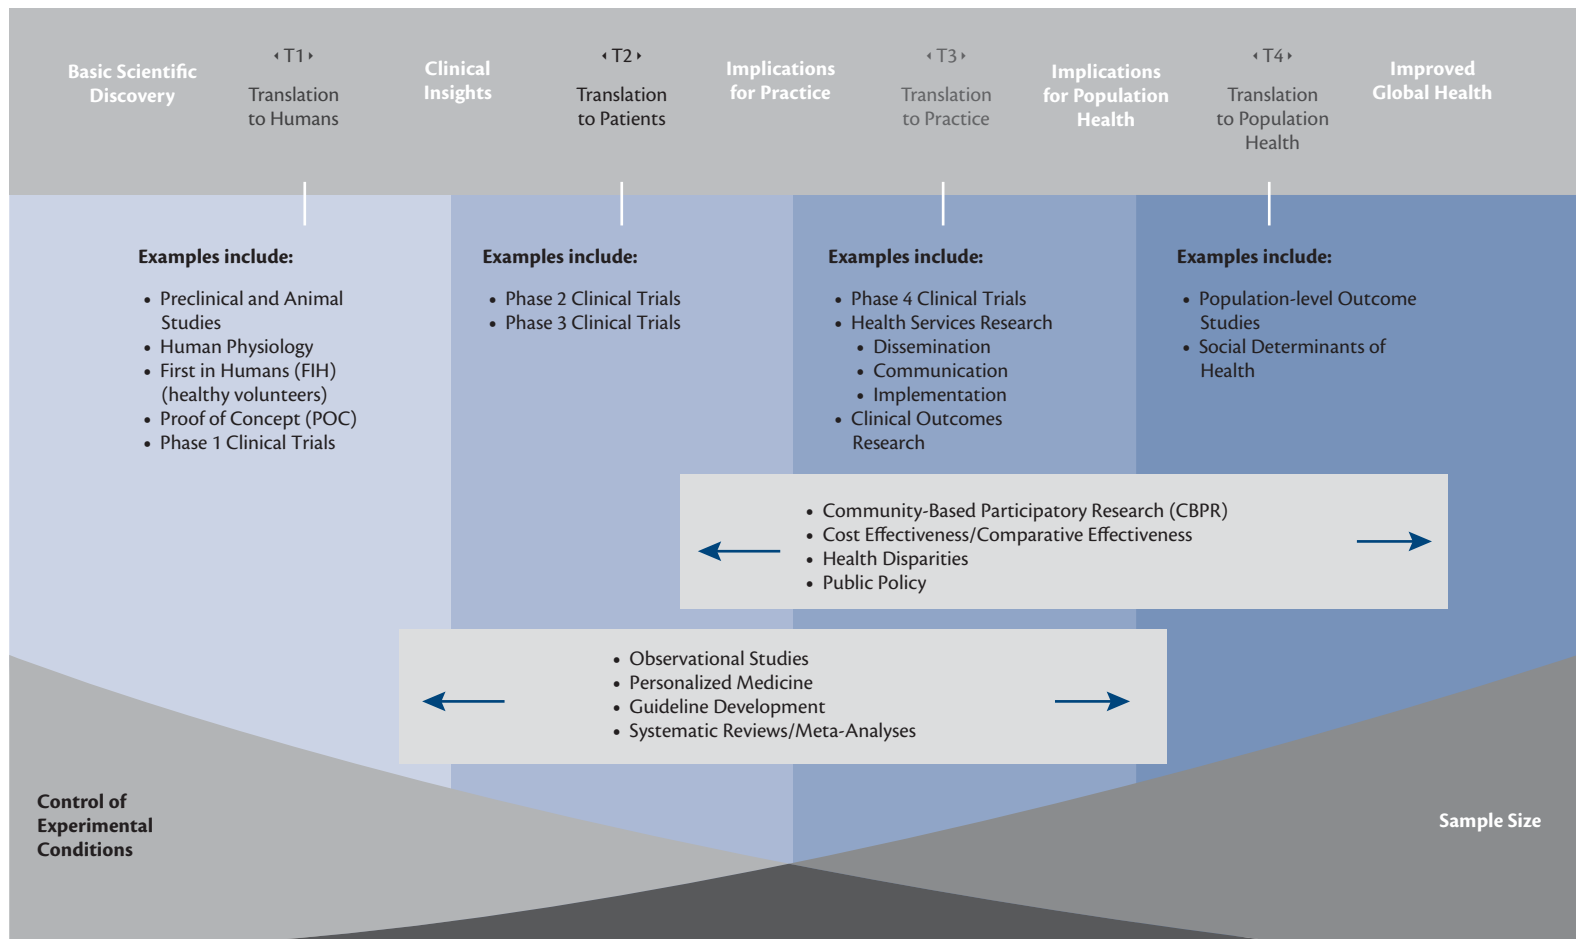 Basic Scientific
Discovery
‹ T1 ›
Translation
to Humans
Clinical
Insights
‹ T2 ›
Translation
to Patients
Implications
for Practice
‹ T3 ›
Translation
to Practice
Implications
for Population
Health
‹ T4 ›
Translation
to Population
Health
Improved
Global Health
Examples include:
• Preclinical and Animal
Studies
• Human Physiology
• First in Humans (FIH)
(healthy volunteers)
• Proof of Concept (POC)
• Phase 1 Clinical Trials
Examples include:
• Phase 2 Clinical Trials
• Phase 3 Clinical Trials
Examples include:
• Phase 4 Clinical Trials
• Health Services Research
• Dissemination
• Communication
• Implementation
• Clinical Outcomes
Research
Examples include:
• Population-level Outcome
Studies
• Social Determinants of
Health
• Community-Based Participatory Research (CBPR)
• Cost Effectiveness/Comparative Effectiveness
• Health Disparities
• Public Policy
• Observational Studies
• Personalized Medicine
• Guideline Development
• Systematic Reviews/Meta-Analyses
Control of
Experimental
Conditions
Sample Size